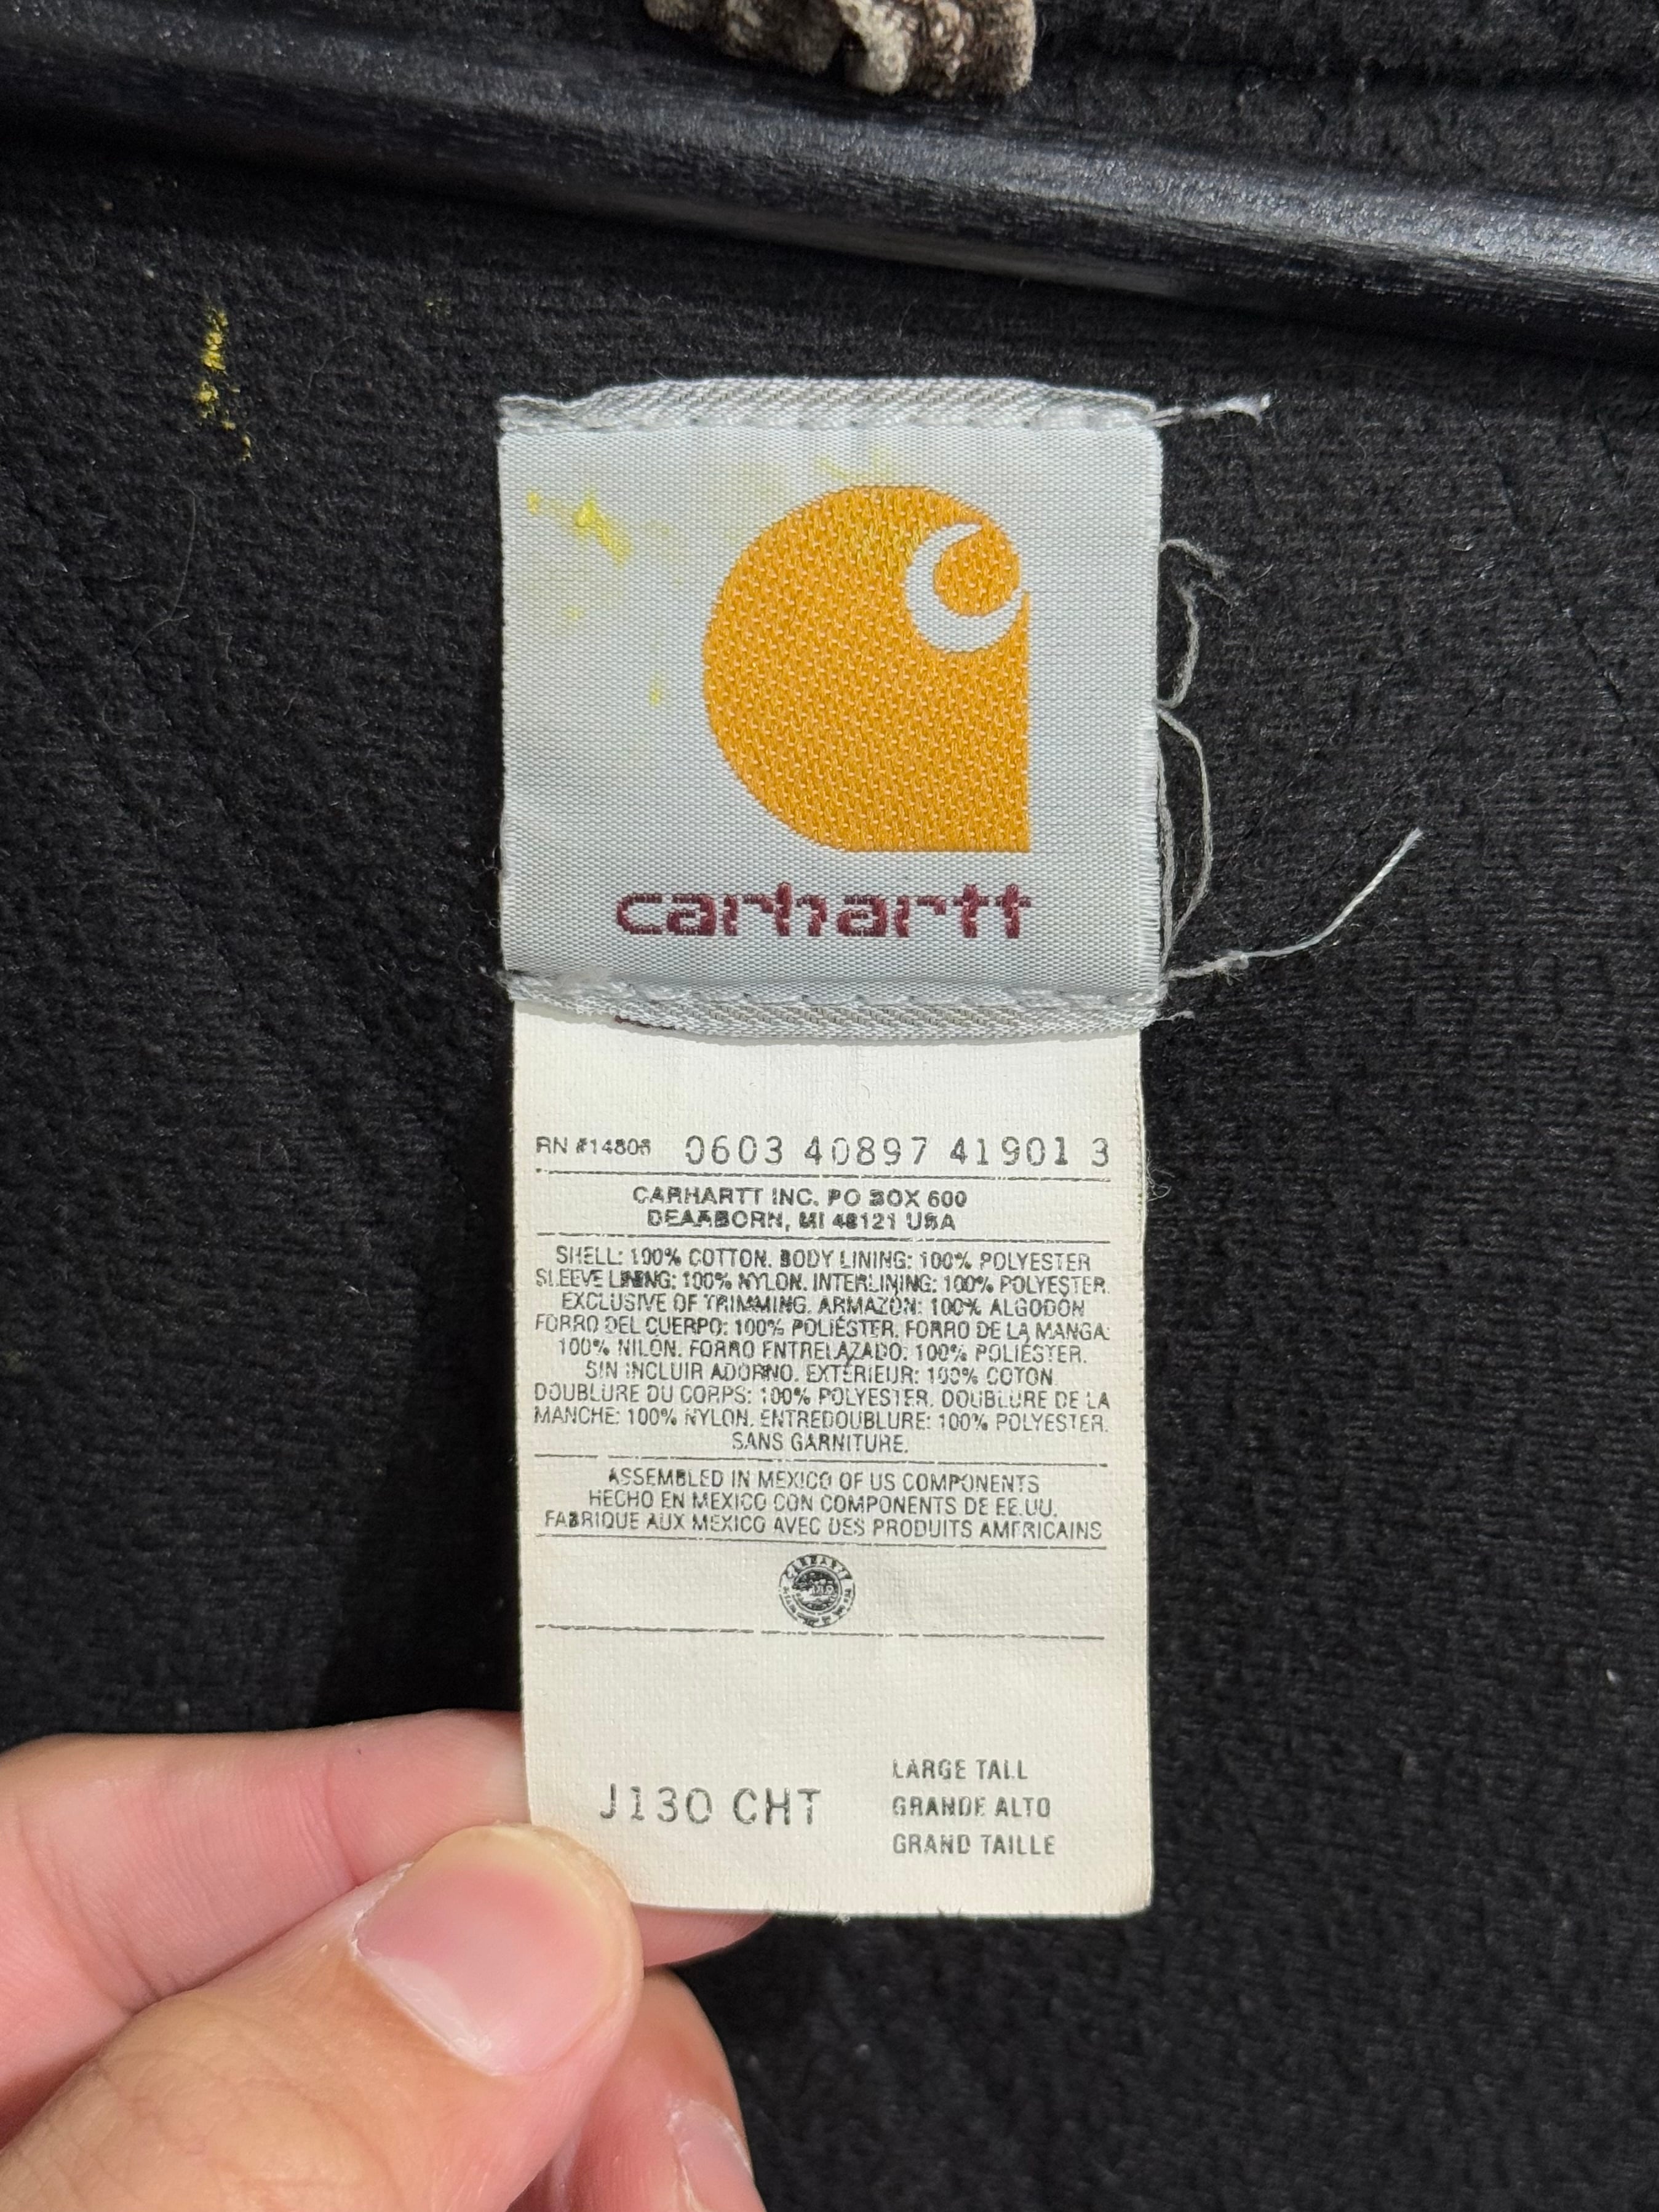 carhartt
RN #14806 0603 40897 41901 3
CARHARTT INC. PO BOX 600
DEARBORN, MI 48121 USA
SHELL: 100% COTTON. BODY LINING: 100% POLYESTER
SLEEVE LINING: 100% NYLON. INTERLINING: 100% POLYESTER.
EXCLUSIVE OF TRIMMING. ARMAZÓN: 100% ALGODÓN
FORRO DEL CUERPO: 100% POLIÉSTER. FORRO DE LA MANGA:
100% NILÓN. FORRO ENTRELAZADO: 100% POLIÉSTER.
SIN INCLUIR ADORNO. EXTÉRIEUR: 100% COTON
DOUBLURE DU CORPS: 100% POLYESTER. DOUBLURE DE LA
MANCHE: 100% NYLON. ENTREDOUBLURE: 100% POLYESTER.
SANS GARNITURE.
ASSEMBLED IN MEXICO OF US COMPONENTS
HECHO EN MEXICO CON COMPONENTS DE EE.UU.
FABRIQUE AUX MEXICO AVEC DES PRODUITS AMERICAINS
J130 CHT
LARGE TALL
GRANDE ALTO
GRAND TAILLE